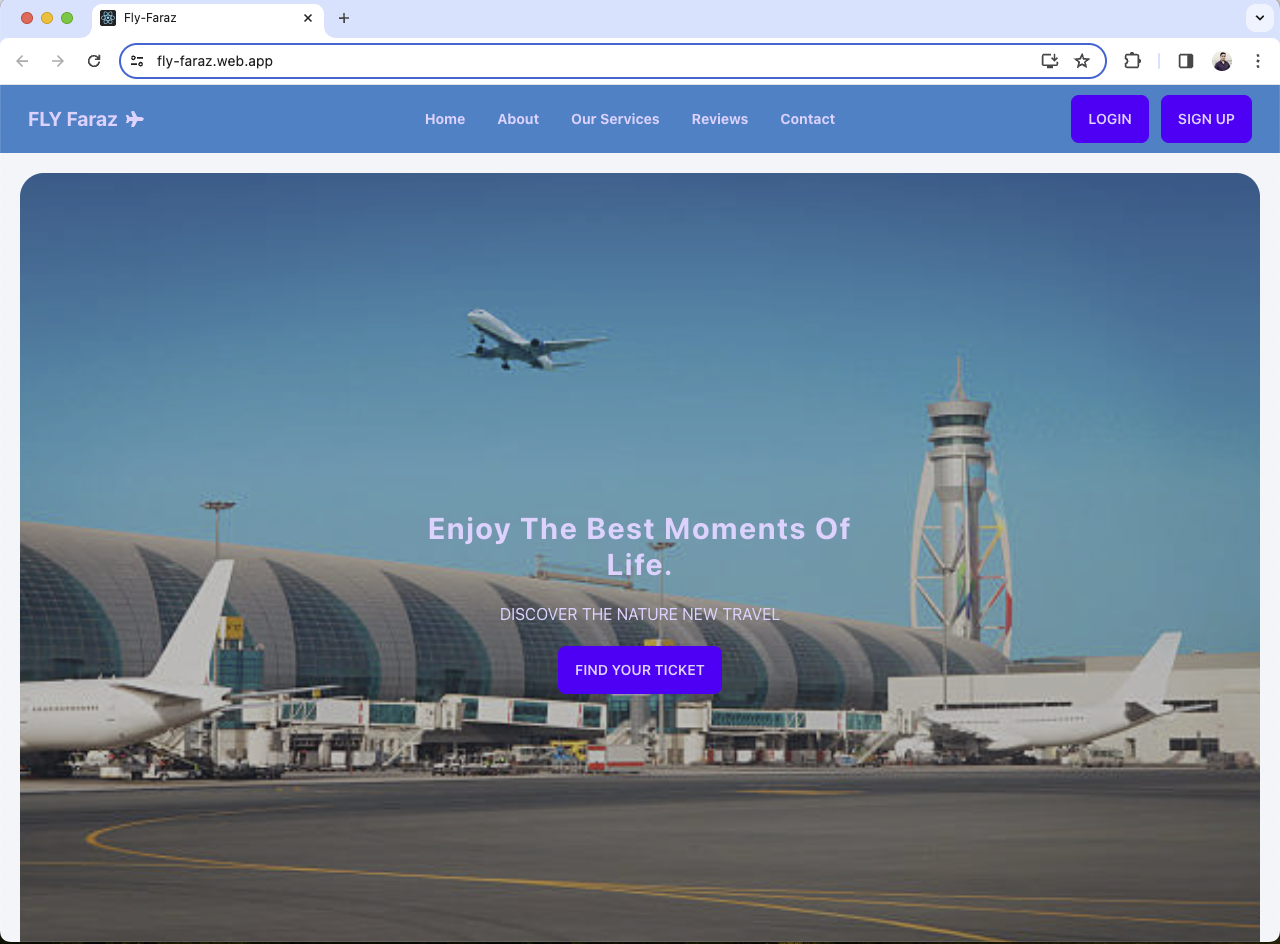 Fly-Faraz
fly-faraz.web.app
FLY Faraz
Home About Our Services Reviews Contact LOGIN SIGN UP
Enjoy The Best Moments Of
Life.
DISCOVER THE NATURE NEW TRAVEL
FIND YOUR TICKET